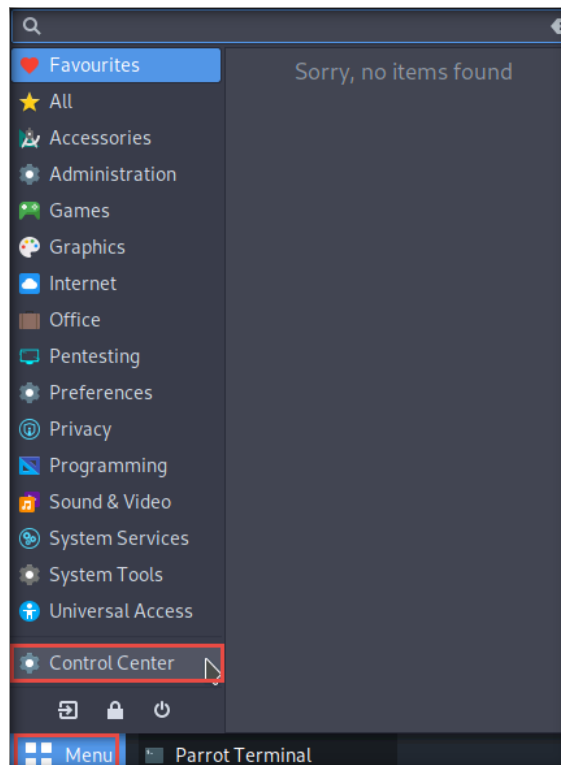 Favourites
Sorry, no items found
All
Accessories
Administration
Games
Graphics
Internet
Office
Pentesting
Preferences
Privacy
Programming
Sound & Video
System Services
System Tools
Universal Access
Control Center
Menu
Parrot Terminal